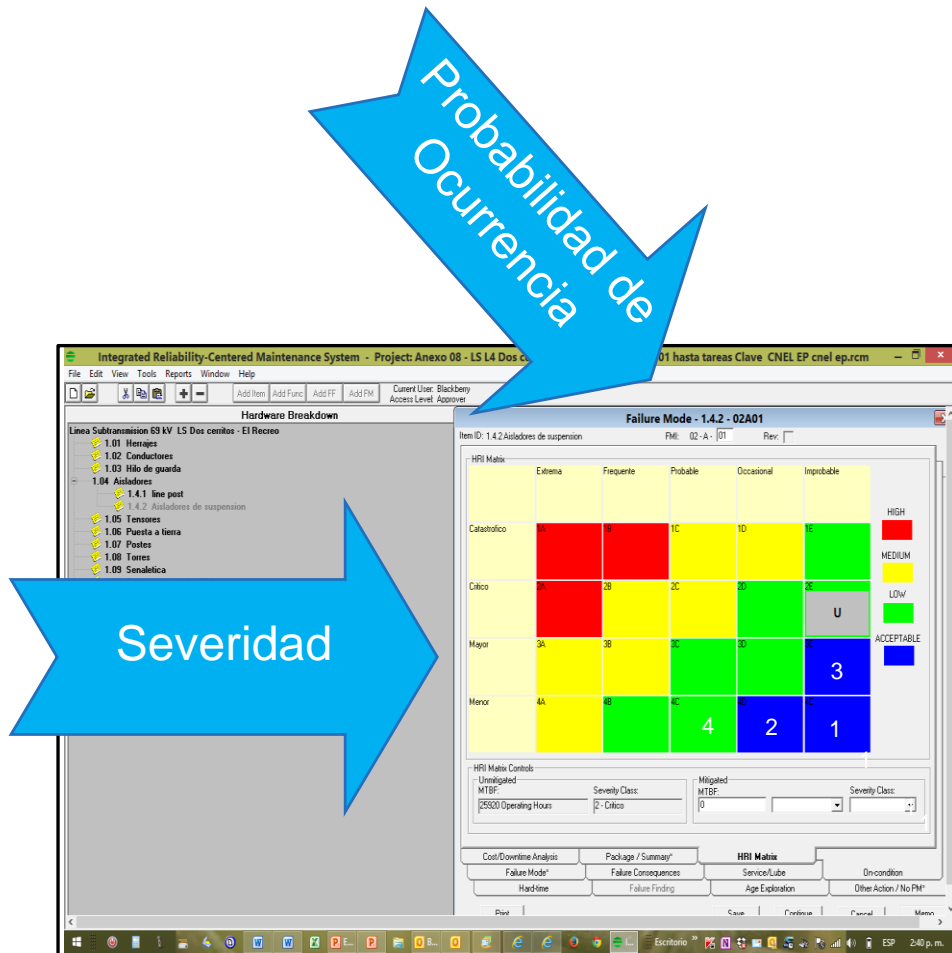 Probabilidad de
Ocurrencia
Integrated Reliability-Centered Maintenance System - Project: Anexo 08 - LS L4 Dos 01 hasta tareas Clave CNEL EP cnel ep.rcm
File Edit View Tools Reports Window Help
Add Item Add Func Add FF Add FM
Current User: Blackberry
Access Level: Approver
Hardware Breakdown
Linea Subtransmision 69 kV LS Dos cerritos - El Recreo
1.01 Herrajes
1.02 Conductores
1.03 Hilo de guarda
1.04 Aisladores
1.4.1 line post
1.4.2 Aisladores de suspension
1.05 Tensores
1.06 Puesta a tierra
1.07 Postes
1.08 Torres
1.09 Senaletica
Severidad
Failure Mode - 1.4.2 - 02A01
Item ID: 1.4.2 Aisladores de suspension FMI: 02 - A - 01 Rev:
HRI Matrix
Extrema Frequente Probable Occasional Improbable
Catastrofico 1A 1B 1C 1D 1E
Critico 2A 2B 2C 2D 2E
U
Mayor 3A 3B 3C 3D
3
Menor 4A 4B 4C
4 2 1
HIGH
MEDIUM
LOW
ACCEPTABLE
HRI Matrix Controls
Unmitigated
MTBF: Severity Class:
25920 Operating Hours 2 - Critico
Mitigated
MTBF: Severity Class:
0
Cost/Downtime Analysis Package / Summary* HRI Matrix
Failure Mode* Failure Consequences Service/Lube On-condition
Hard-time Failure Finding Age Exploration Other Action / No PM*
Print Save Continue Cancel Memo
Escritorio ESP 2:40 p.m.